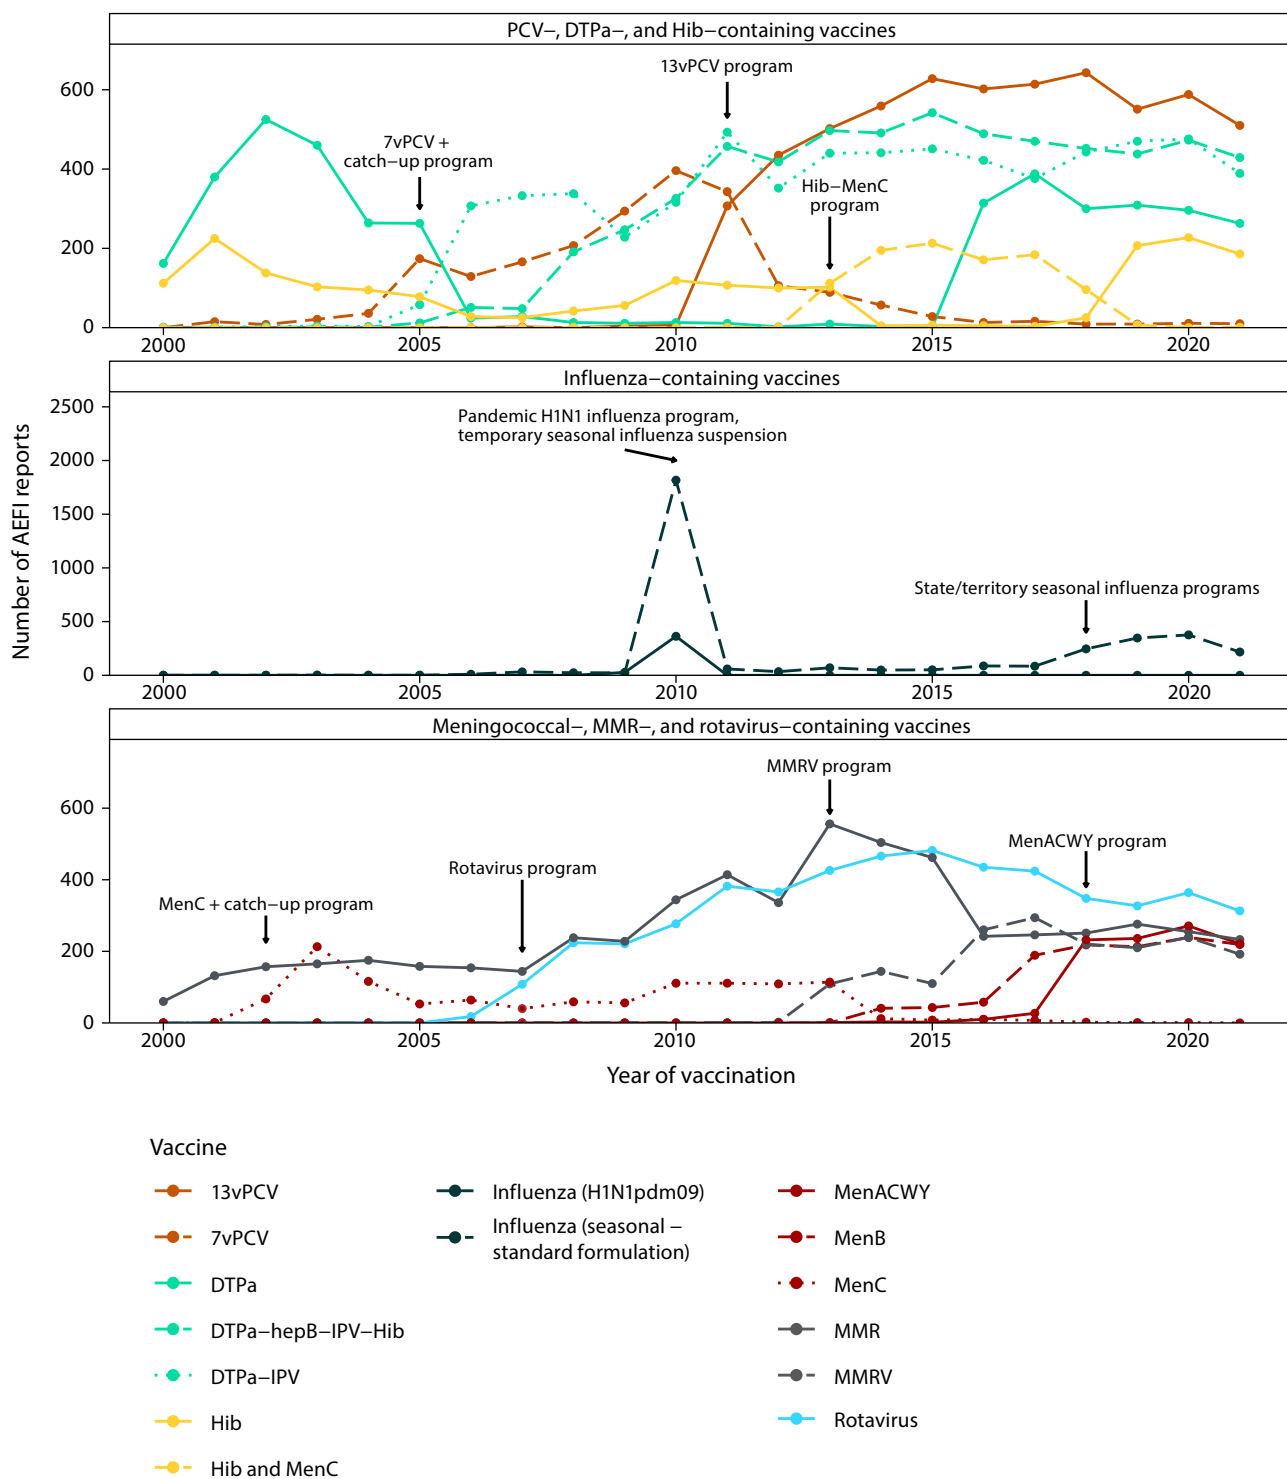 PCV–, DTPa–, and Hib–containing vaccines
13vPCV program
7vPCV +
catch–up program
Hib–MenC
program
600
400
200
0
2000
2005
2010
2015
2020
Influenza–containing vaccines
Pandemic H1N1 influenza program,
temporary seasonal influenza suspension
State/territory seasonal influenza programs
2500
2000
1500
1000
500
0
2000
2005
2010
2015
2020
Number of AEFI reports
Meningococcal–, MMR–, and rotavirus–containing vaccines
MMRV program
MenACWY program
Rotavirus program
MenC + catch–up program
600
400
200
0
2000
2005
2010
2015
2020
Year of vaccination
Vaccine
13vPCV
7vPCV
DTPa
DTPa–hepB–IPV–Hib
DTPa–IPV
Hib
Hib and MenC
Influenza (H1N1pdm09)
Influenza (seasonal –
standard formulation)
MenACWY
MenB
MenC
MMR
MMRV
Rotavirus